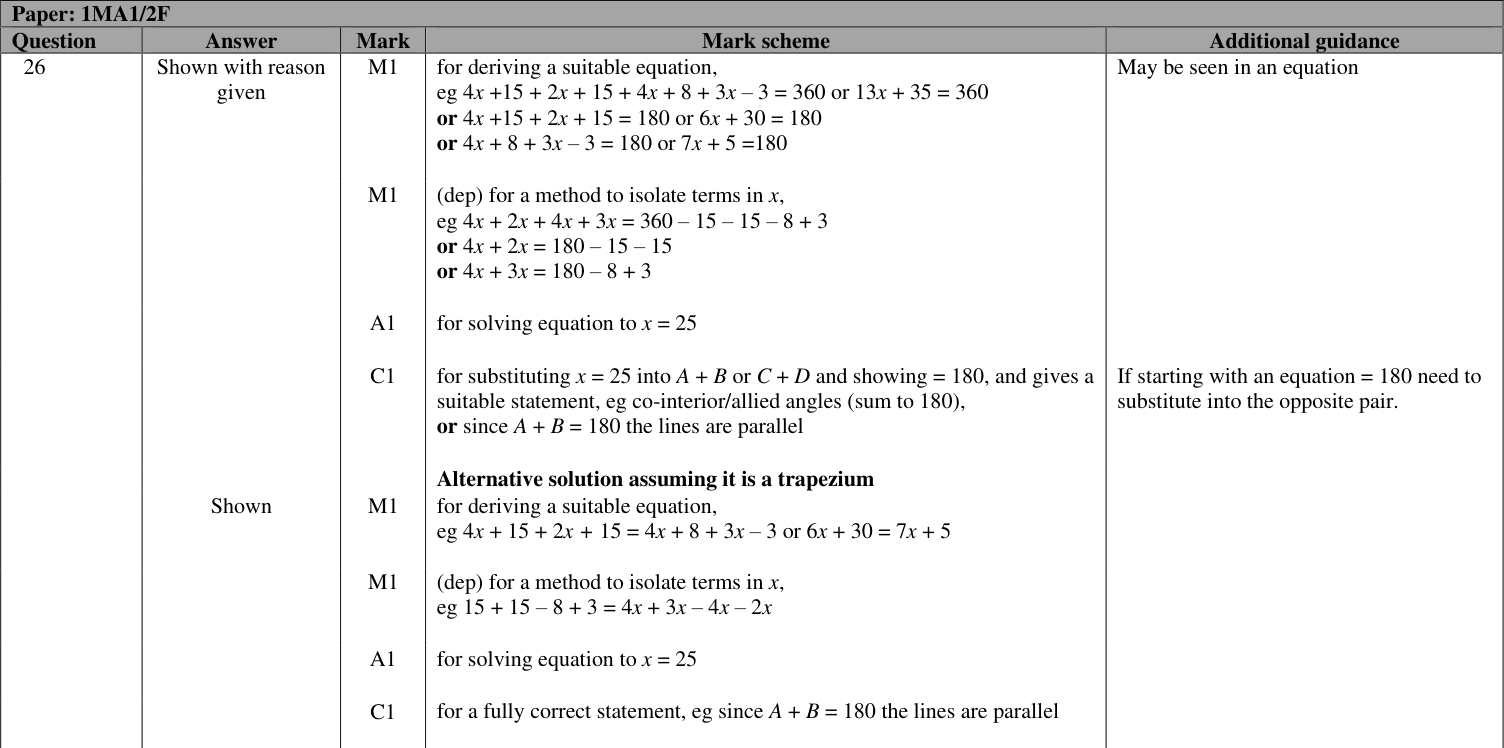 Paper: 1MA1/2F
Question Answer Mark Mark scheme Additional guidance
26 Shown with reason given M1 for deriving a suitable equation, May be seen in an equation
eg 4x +15 + 2x + 15 + 4x + 8 + 3x – 3 = 360 or 13x + 35 = 360
or 4x +15 + 2x + 15 = 180 or 6x + 30 = 180
or 4x + 8 + 3x – 3 = 180 or 7x + 5 =180
M1 (dep) for a method to isolate terms in x,
eg 4x + 2x + 4x + 3x = 360 – 15 – 15 – 8 + 3
or 4x + 2x = 180 – 15 – 15
or 4x + 3x = 180 – 8 + 3
A1 for solving equation to x = 25
C1 for substituting x = 25 into A + B or C + D and showing = 180, and gives a If starting with an equation = 180 need to
suitable statement, eg co-interior/allied angles (sum to 180), substitute into the opposite pair.
or since A + B = 180 the lines are parallel
Alternative solution assuming it is a trapezium
Shown M1 for deriving a suitable equation,
eg 4x + 15 + 2x + 15 = 4x + 8 + 3x – 3 or 6x + 30 = 7x + 5
M1 (dep) for a method to isolate terms in x,
eg 15 + 15 – 8 + 3 = 4x + 3x – 4x – 2x
A1 for solving equation to x = 25
C1 for a fully correct statement, eg since A + B = 180 the lines are parallel